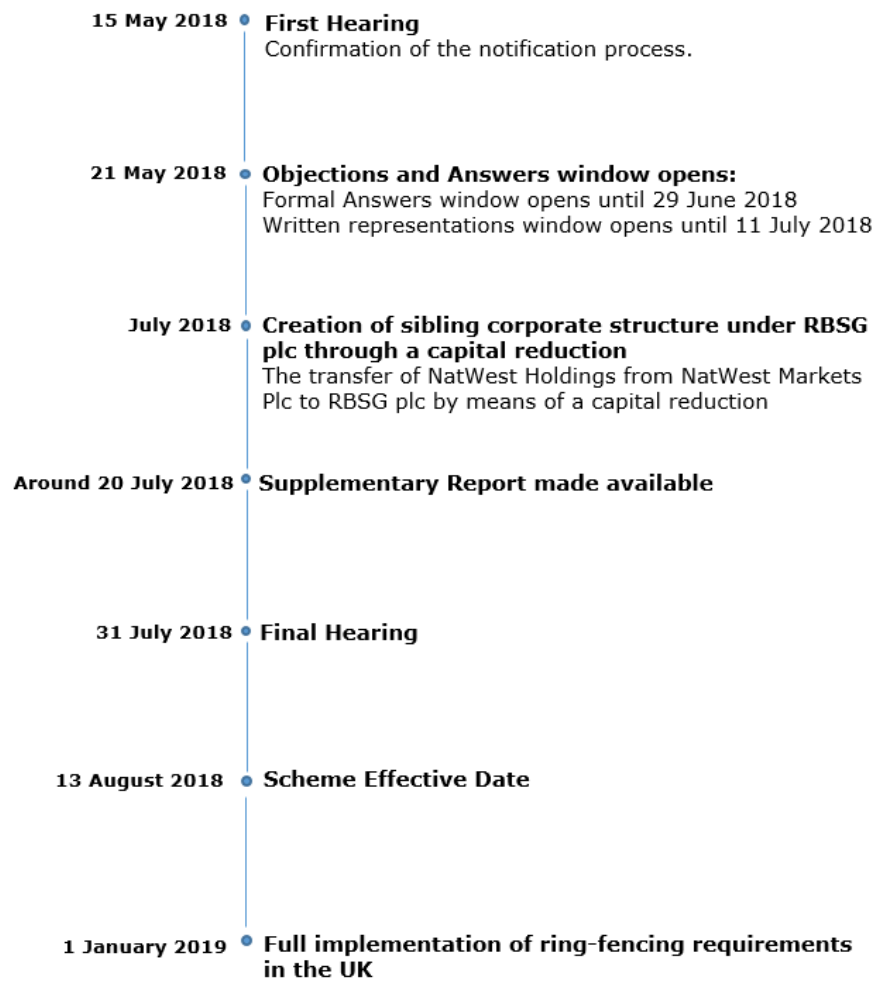 15 May 2018 First Hearing
Confirmation of the notification process.
21 May 2018 Objections and Answers window opens:
Formal Answers window opens until 29 June 2018
Written representations window opens until 11 July 2018
July 2018 Creation of sibling corporate structure under RBSG
plc through a capital reduction
The transfer of NatWest Holdings from NatWest Markets
Plc to RBSG plc by means of a capital reduction
Around 20 July 2018 Supplementary Report made available
31 July 2018 Final Hearing
13 August 2018 Scheme Effective Date
1 January 2019 Full implementation of ring-fencing requirements
in the UK